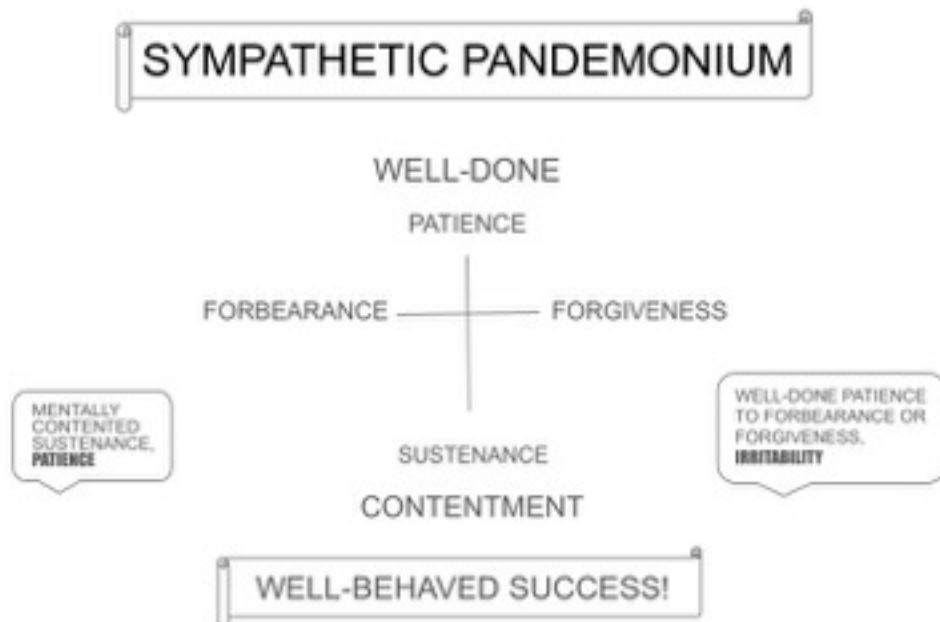 SYMPATHETIC PANDEMONIUM
WELL-DONE
PATIENCE
FORBEARANCE
FORGIVENESS
MENTALLY
CONTENTED
SUSTENANCE,
PATIENCE
WELL-DONE PATIENCE
TO FORBEARANCE OR
FORGIVENESS,
IRRITABILITY
SUSTENANCE
CONTENTMENT
WELL-BEHAVED SUCCESS!